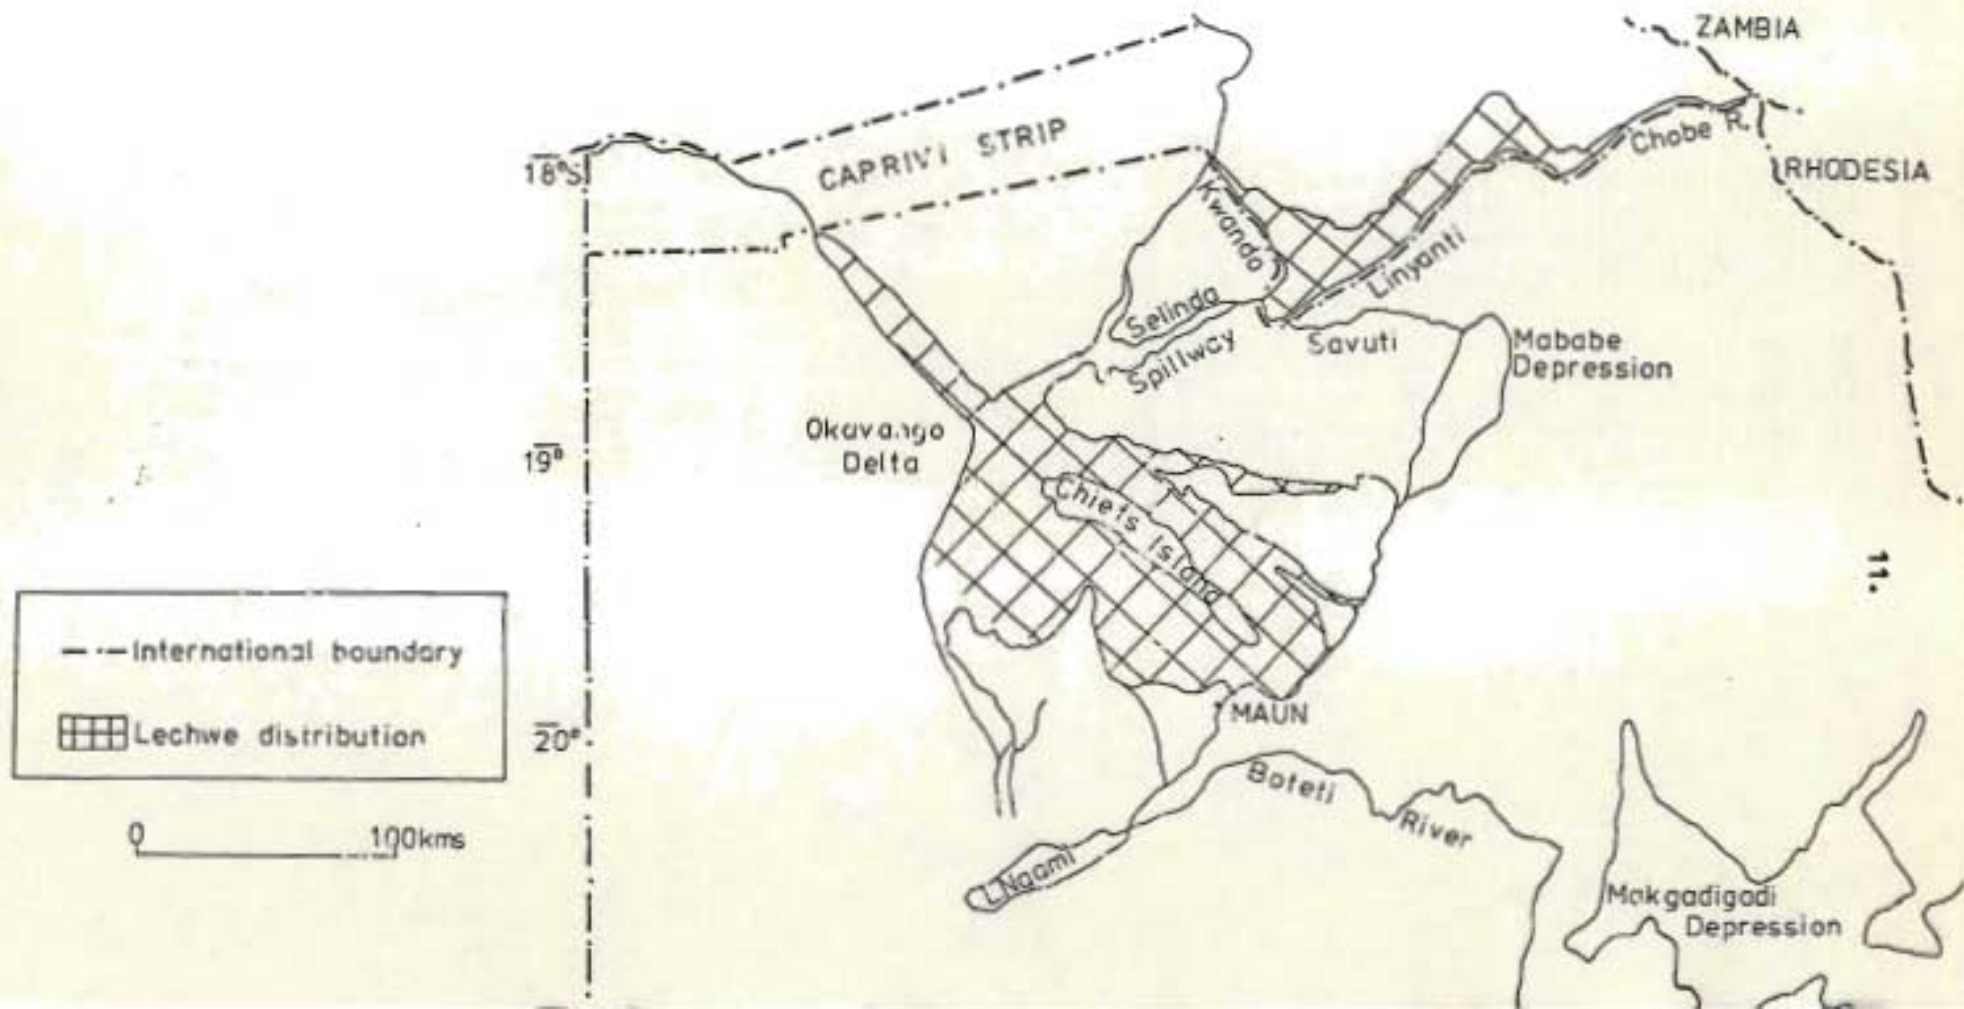 ZAMBIA
CAPRIVI STRIP
Chobe R.
18°S
RHODESIA
Kwando
Linyanti
Selinda
Spillway
Savuti
Mababe
Depression
Okavango
Delta
19°
Chiefs Island
11.
International boundary
Lechwe distribution
20°
MAUN
0
100kms
Boteti
River
L Ngami
Makgadigadi
Depression